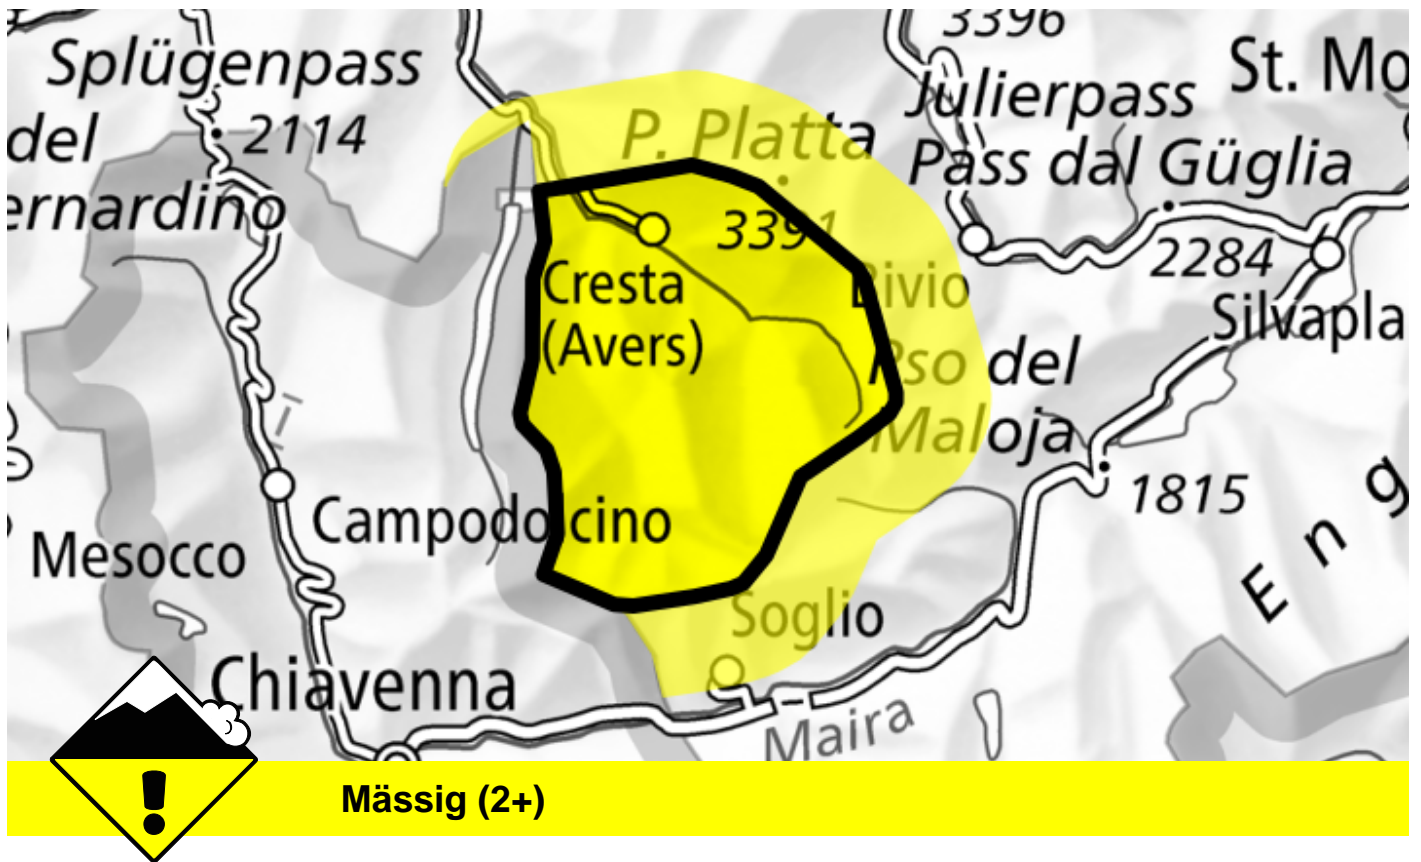 3396
Splügenpass
St. Mo
Julierpass
del
2114
P. Platta
Pass dal Güglia
ernardino
3391
2284
Cresta
(Avers)
Bivio
Silvapla
Pso del
Maloja
1815
Campodolcino
Eng
Mesocco
Soglio
Chiavenna
Maira
Mässig (2+)